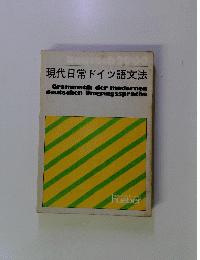 現代日常ドイツ語文法
Grammatik der modernen
deutschen Umgangssprache
Hueber